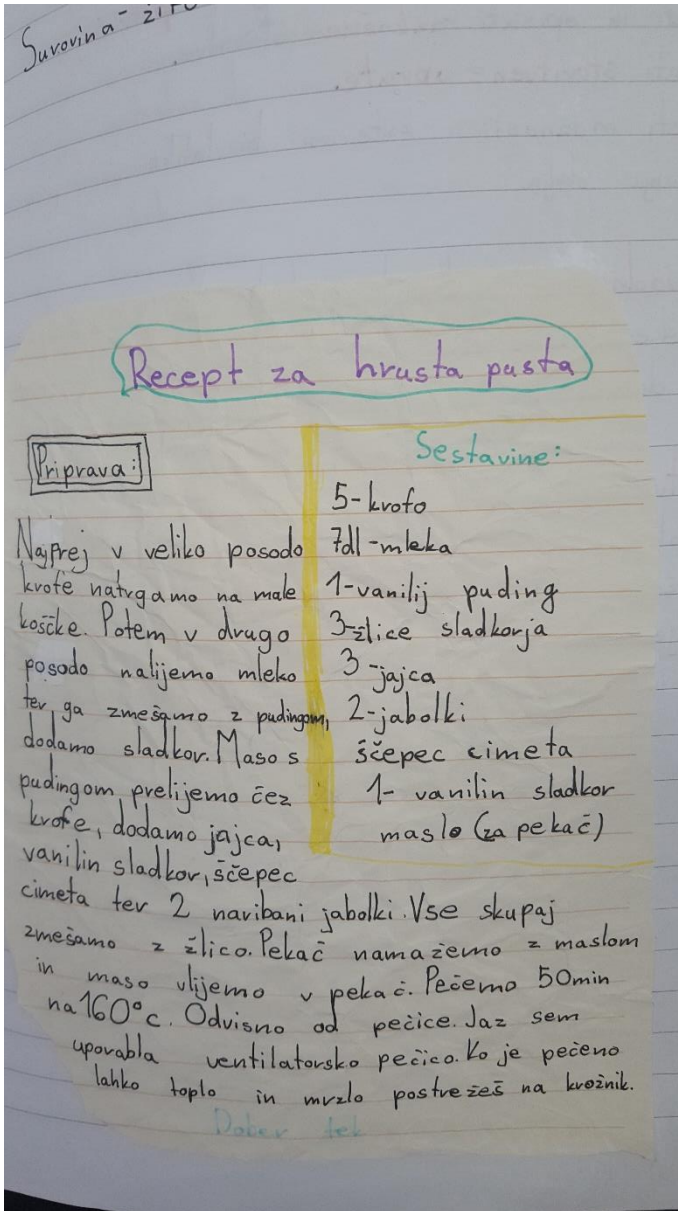 Surovina -
Recept za hrusta pusta
Priprava:
Najprej v veliko posodo
krofe natrgamo na male
koščke. Potem v drugo
posodo nalijemo mleko
ter ga zmešamo z pudingom,
dodamo sladkor. Maso s
pudingom prelijemo čez
krofe, dodamo jajca,
vanilin sladkor, ščepec
cimeta ter 2 naribani jabolki. Vse skupaj
zmešamo z žlico. Pekač namažemo z maslom
in maso vlijemo v pekač. Pečemo 50min
na 160°c. Odvisno od pečice. Jaz sem
uporabla ventilatorsko pečico. Ko je pečeno
lahko toplo in mrzlo postrežeš na krožnik.
Dober tek
Sestavine:
5-krofo
7dl-mleka
1-vanilij puding
3-žlice sladkorja
3-jajca
2-jabolki
ščepec cimeta
1- vanilin sladkor
maslo (za pekač)